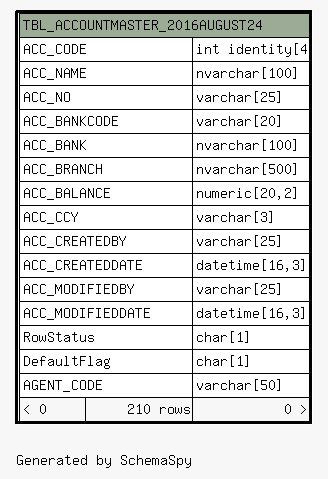 TBL_ACCOUNTMASTER_2016AUGUST24
ACC_CODE int identity[4
ACC_NAME nvarchar[100]
ACC_NO varchar[25]
ACC_BANKCODE varchar[20]
ACC_BANK nvarchar[100]
ACC_BRANCH nvarchar[500]
ACC_BALANCE numeric[20,2]
ACC_CCY varchar[3]
ACC_CREATEDBY varchar[25]
ACC_CREATEDDATE datetime[16,3]
ACC_MODIFIEDBY varchar[25]
ACC_MODIFIEDDATE datetime[16,3]
RowStatus char[1]
DefaultFlag char[1]
AGENT_CODE varchar[50]
< 0 210 rows 0 >
Generated by SchemaSpy